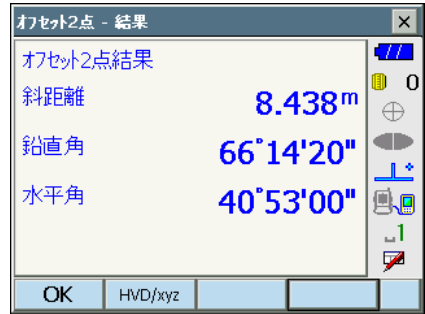 オフセット2点 - 結果
オフセット2点結果
斜距離 8.438m
0
鉛直角 66°14'20"
水平角 40°53'00"
1
OK HVD/xyz